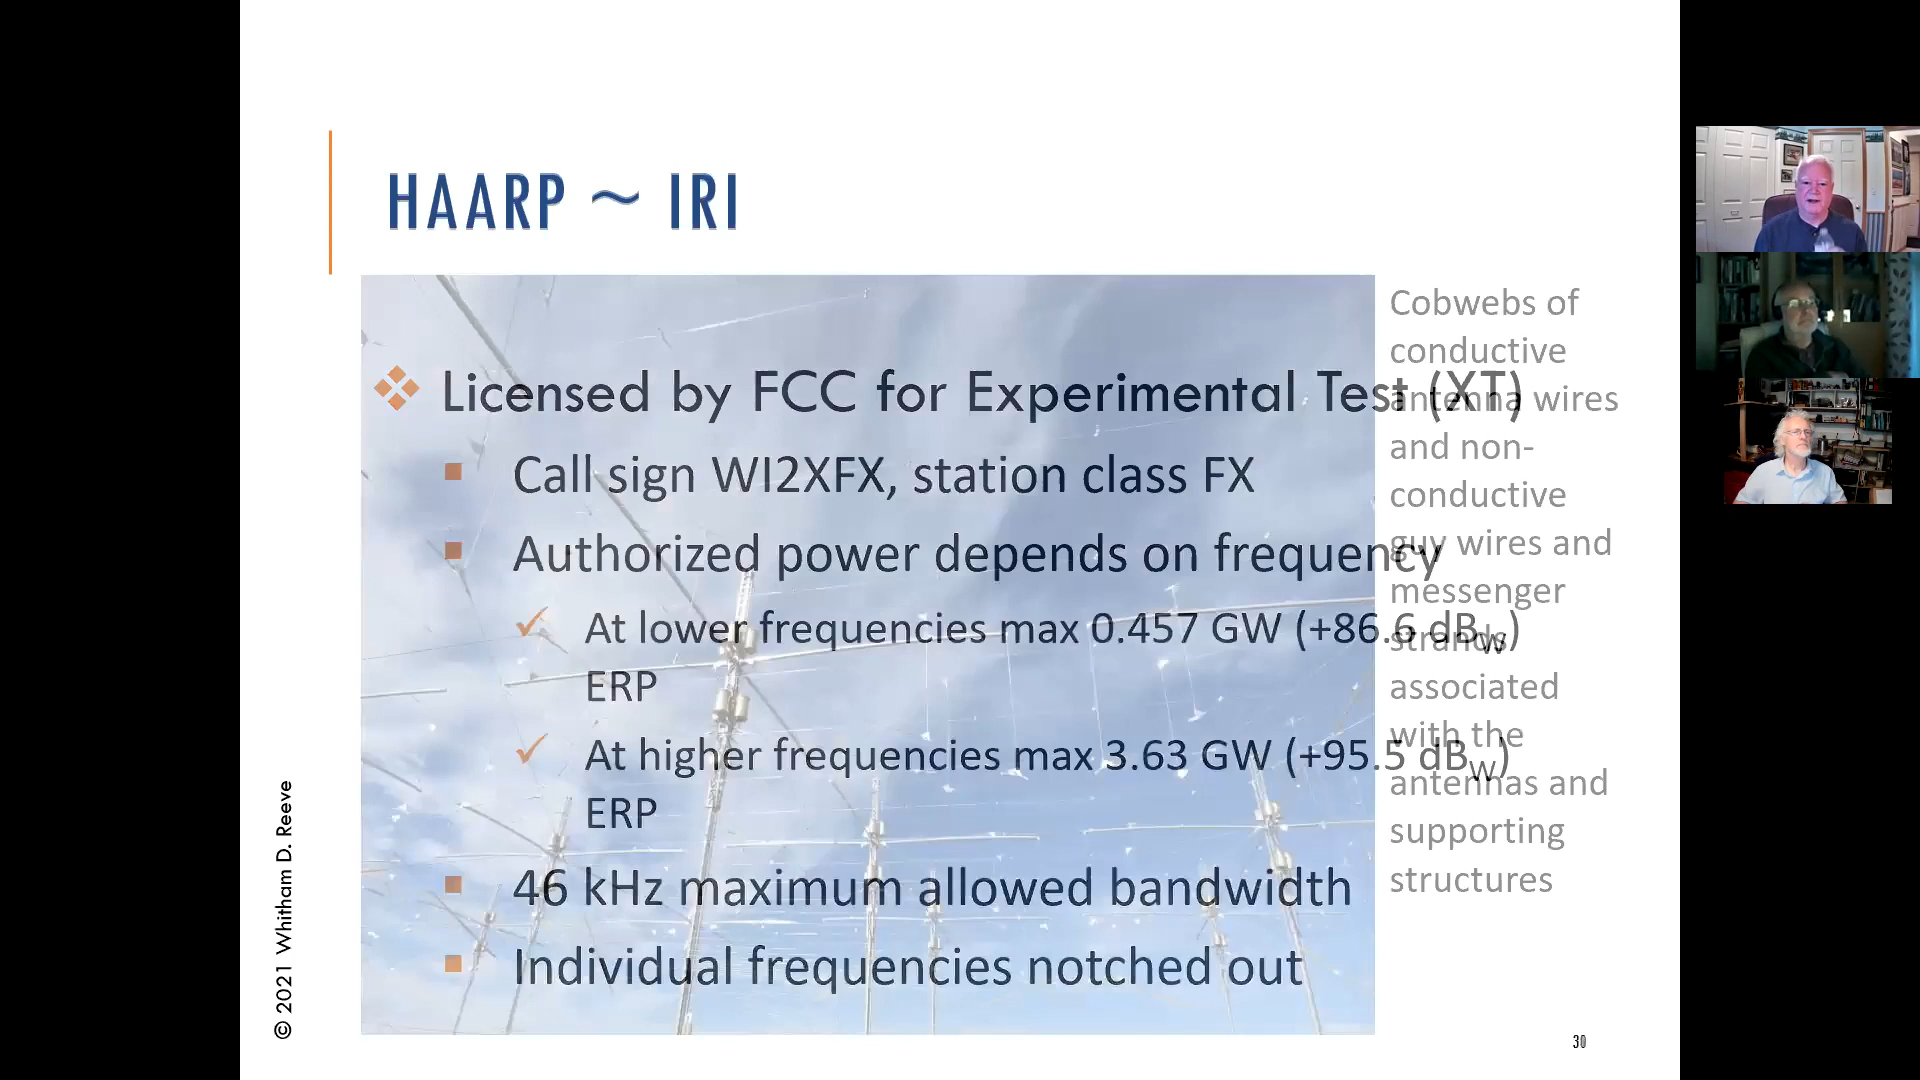 HAARP ~ IRI
Licensed by FCC for Experimental Test (XT)
Call sign WI2XFX, station class FX
Authorized power depends on frequency
At lower frequencies max 0.457 GW (+86.6 dBW)
ERP
At higher frequencies max 3.63 GW (+95.5 dBW)
ERP
46 kHz maximum allowed bandwidth
Individual frequencies notched out
Cobwebs of
conductive
antenna wires
and non-
conductive
guy wires and
messenger
strands
associated
with the
antennas and
supporting
structures
© 2021 Whitham D. Reeve
30